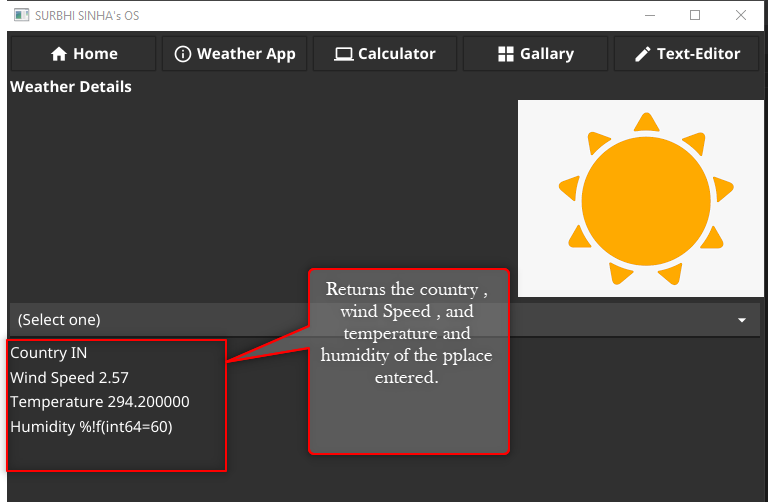 SURBHI SINHA's OS
Home Weather App Calculator Gallary Text-Editor
Weather Details
(Select one)
Country IN
Wind Speed 2.57
Temperature 294.200000
Humidity %!f(int64=60)
Returns the country ,
wind Speed , and
temperature and
humidity of the pplace
entered.